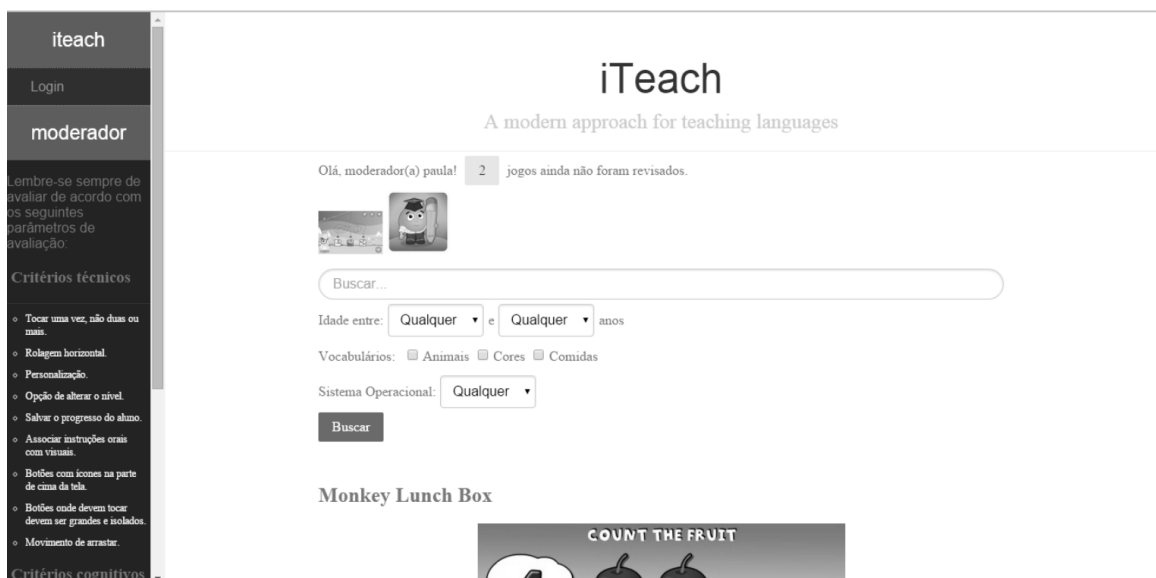 iteach
Login
moderador
Lembre-se sempre de
avaliar de acordo com
os seguintes
parâmetros de
avaliação:
Critérios técnicos
Tocar uma vez, não duas ou
mais.
Rolagem horizontal.
Personalização.
Opção de alterar o nível.
Salvar o progresso do aluno.
Associar instruções orais
com visuais.
Botões com ícones na parte
de cima da tela.
Botões onde devem tocar
devem ser grandes e isolados.
Movimento de arrastar.
Critérios cognitivos
iTeach
A modern approach for teaching languages
Olá, moderador(a) paula! 2 jogos ainda não foram revisados.
Buscar...
Idade entre: Qualquer e Qualquer anos
Vocabulários: Animais Cores Comidas
Sistema Operacional: Qualquer
Buscar
Monkey Lunch Box
COUNT THE FRUIT